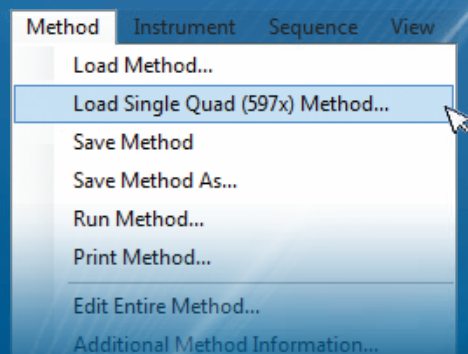 Method Instrument Sequence View
Load Method...
Load Single Quad (597x) Method...
Save Method
Save Method As...
Run Method...
Print Method...
Edit Entire Method...
Additional Method Information...